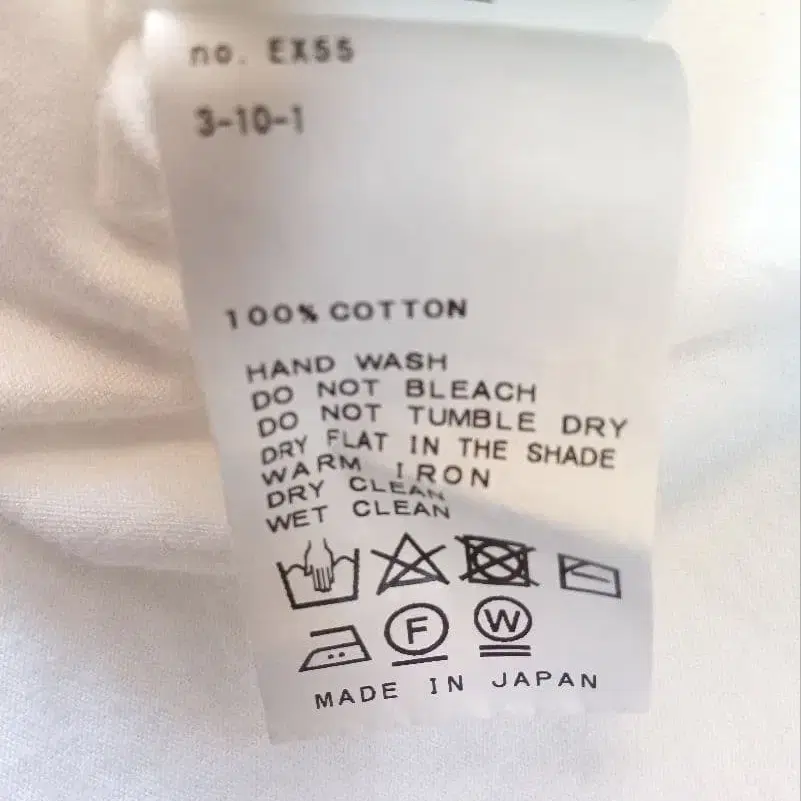 no. EX55
3-10-1
100% COTTON
HAND WASH
DO NOT BLEACH
DO NOT TUMBLE DRY
DRY FLAT IN THE SHADE
WARM IRON
DRY CLEAN
WET CLEAN
F W
MADE IN JAPAN